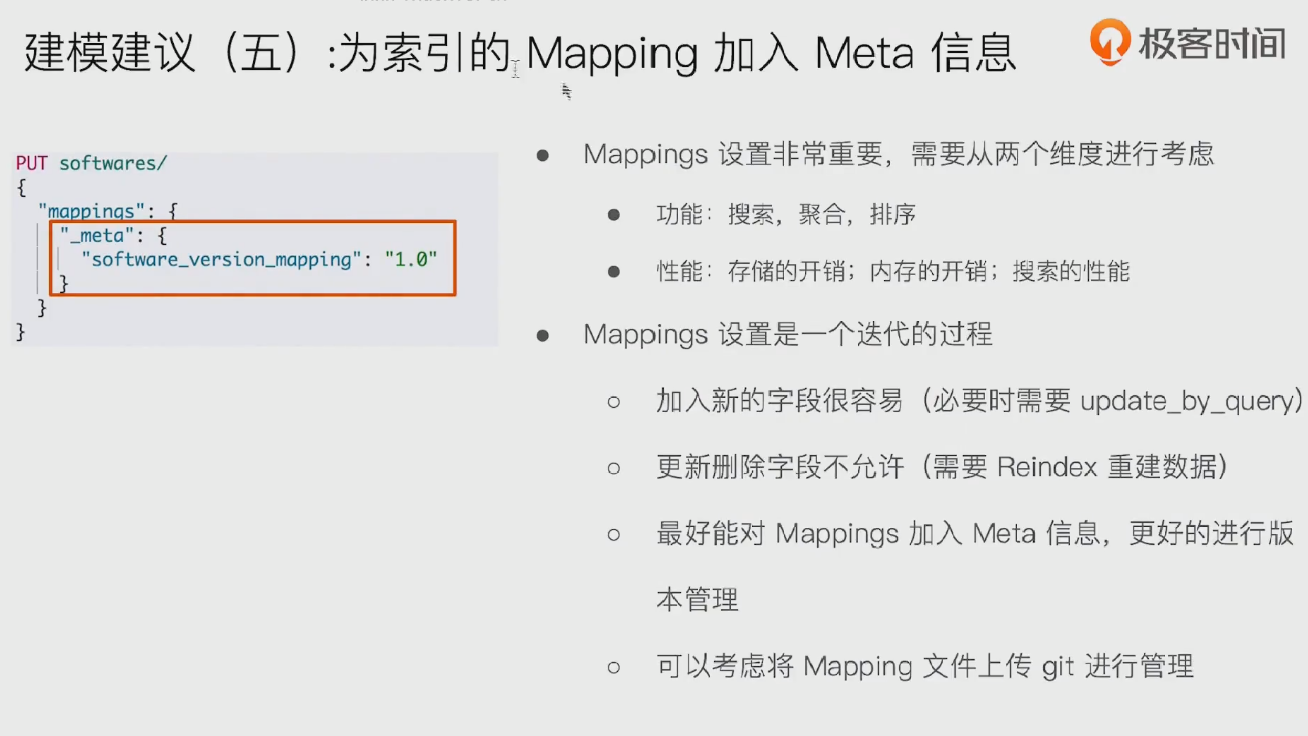 建模建议（五）:为索引的 Mapping 加入 Meta 信息
极客时间
PUT softwares/
{
"mappings": {
"_meta": {
"software_version_mapping": "1.0"
}
}
}
● Mappings 设置非常重要，需要从两个维度进行考虑
● 功能：搜索，聚合，排序
● 性能：存储的开销；内存的开销；搜索的性能
● Mappings 设置是一个迭代的过程
○ 加入新的字段很容易（必要时需要 update_by_query）
○ 更新删除字段不允许（需要 Reindex 重建数据）
○ 最好能对 Mappings 加入 Meta 信息，更好的进行版
本管理
○ 可以考虑将 Mapping 文件上传 git 进行管理